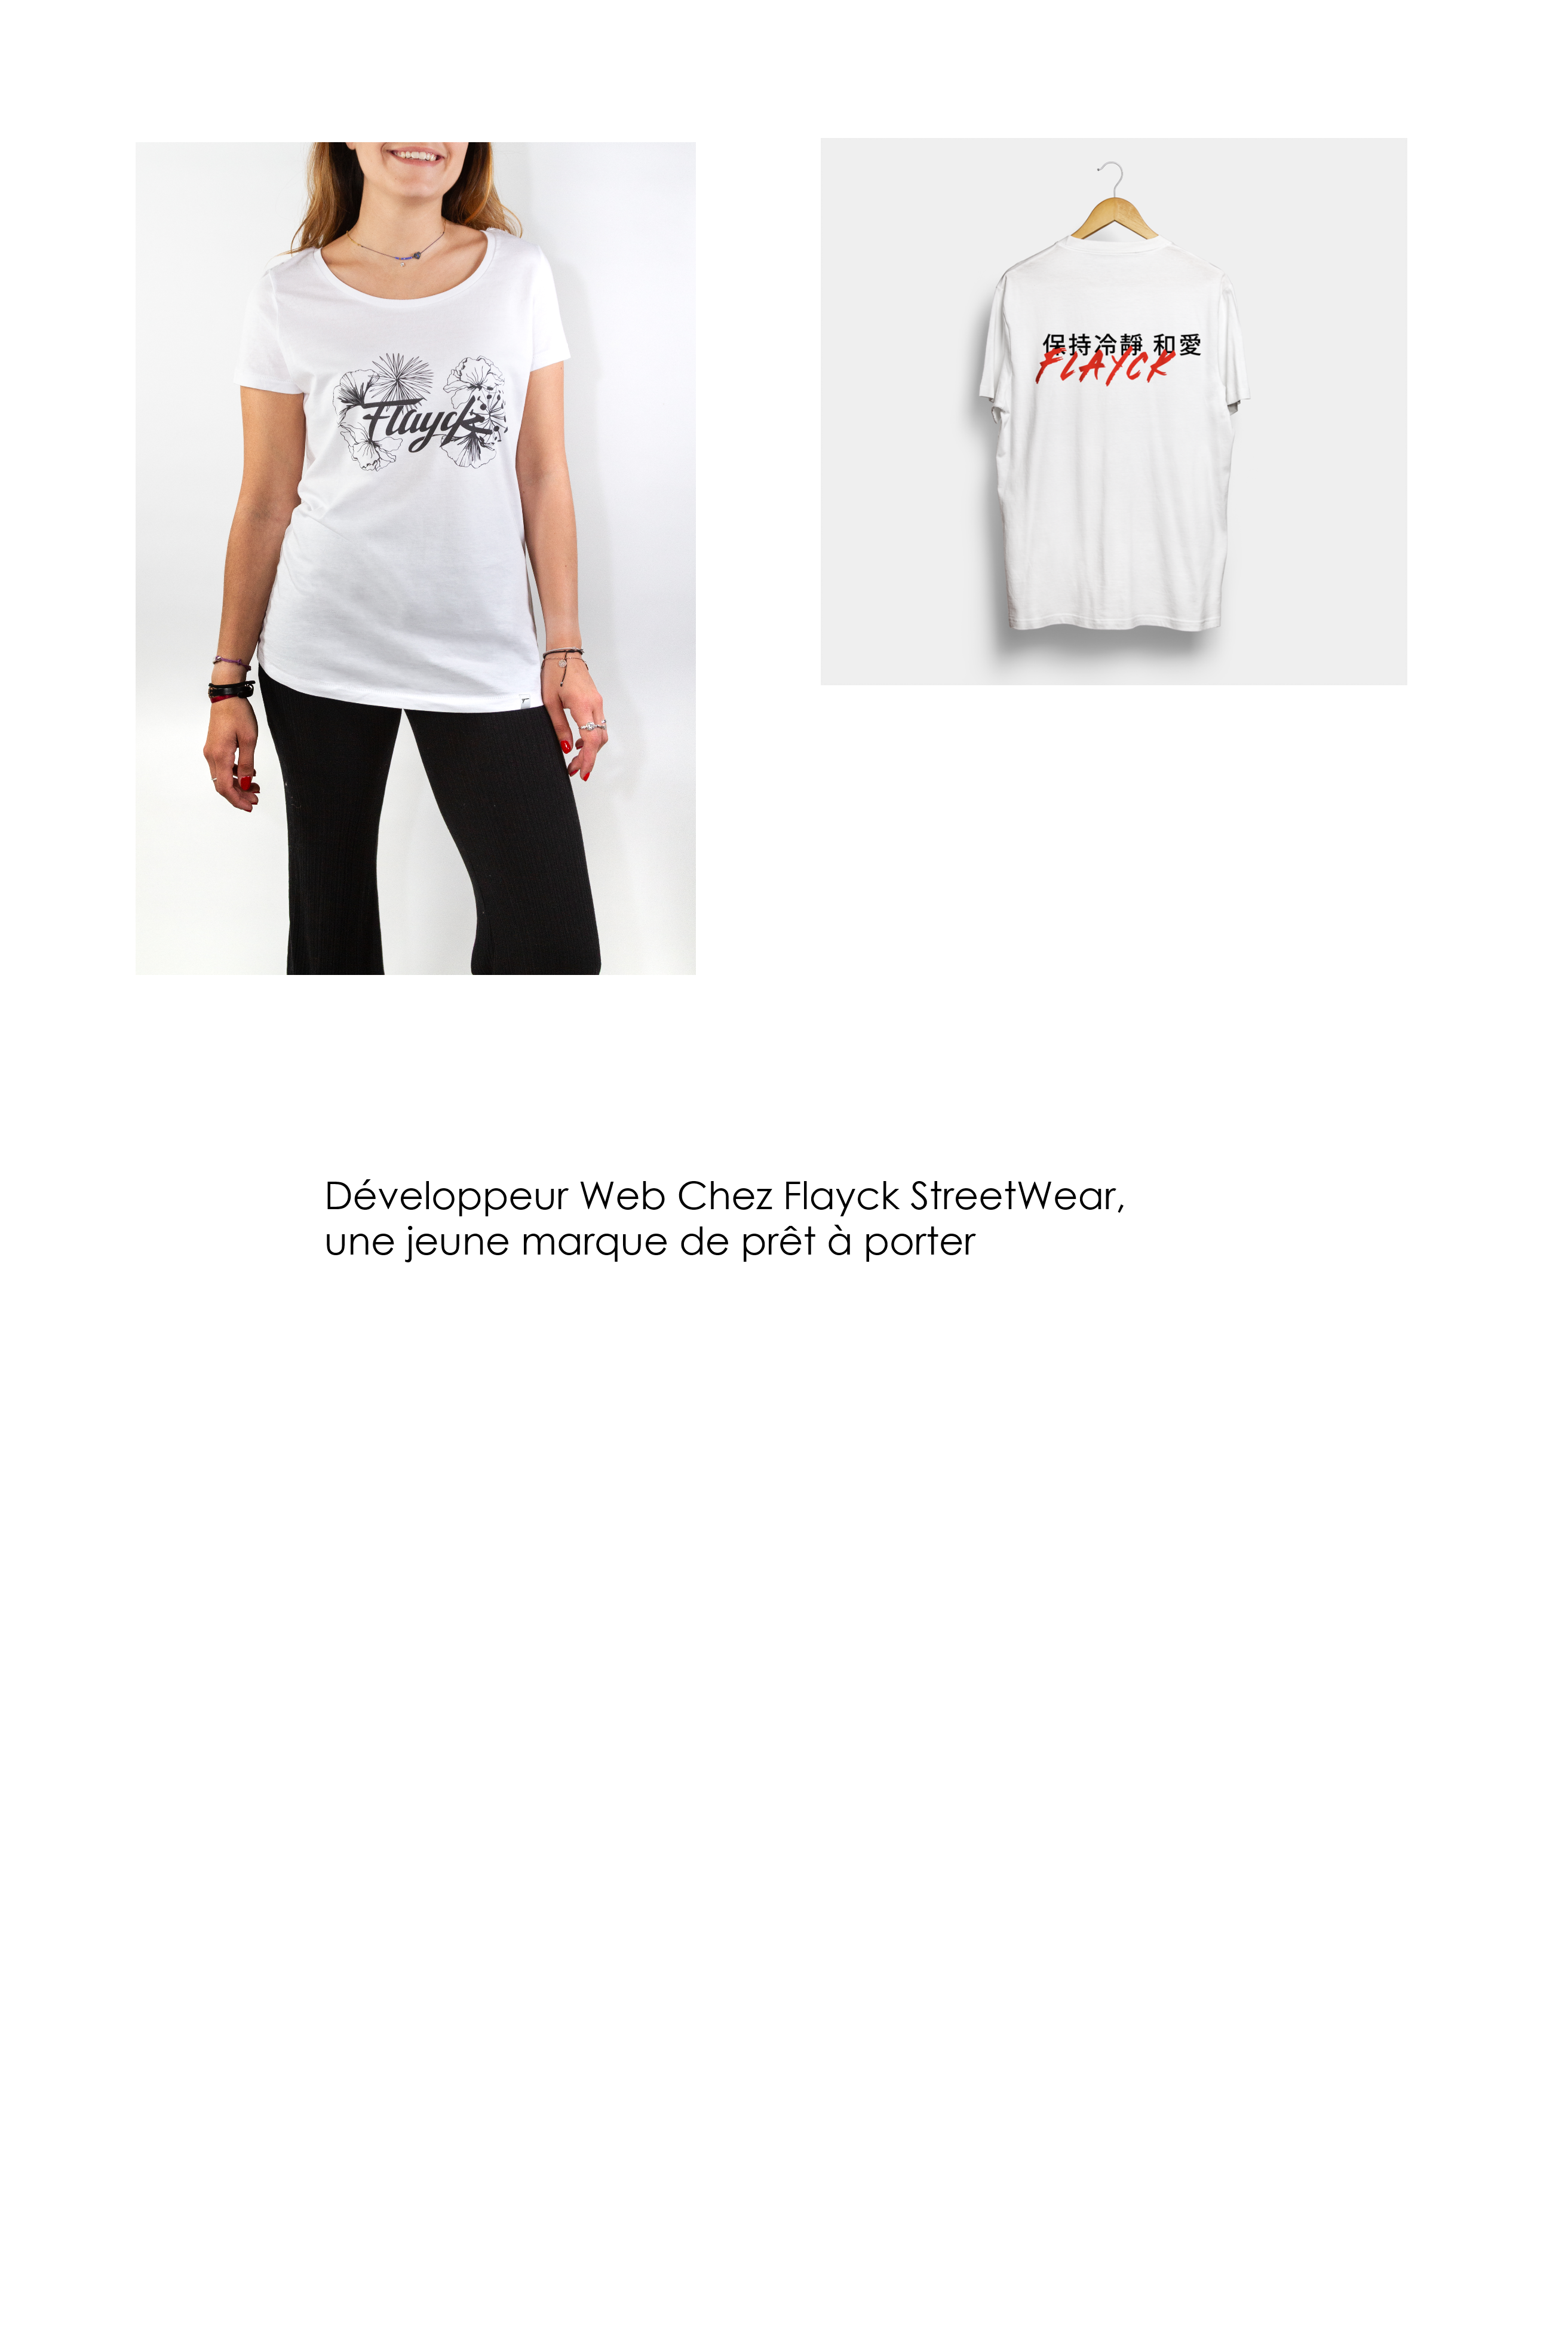 Flayck
保持冷靜 和愛
FLAYCK
Développeur Web Chez Flayck StreetWear,
une jeune marque de prêt à porter